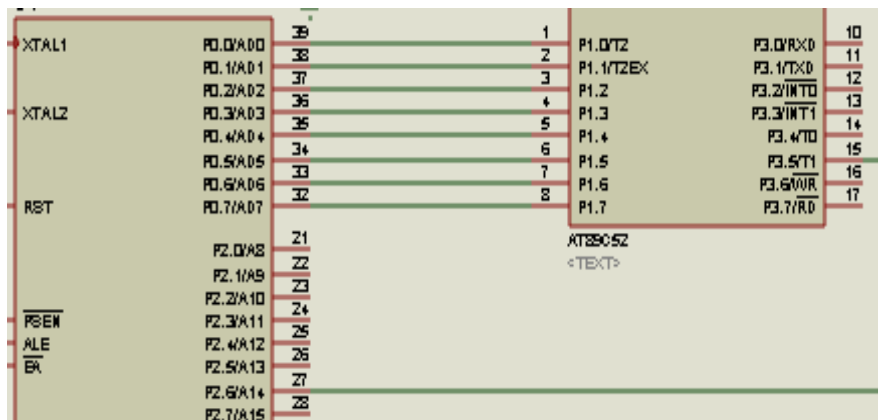 XTAL1 P0.0/AD0 39 1 P1.0/T2 P3.0/RXD 10
P0.1/AD1 38 2 P1.1/T2EX P3.1/TXD 11
P0.2/AD2 37 3 P1.2 P3.2/INT0 12
XTAL2 P0.3/AD3 36 4 P1.3 P3.3/INT1 13
P0.4/AD4 35 5 P1.4 P3.4/T0 14
P0.5/AD5 34 6 P1.5 P3.5/T1 15
P0.6/AD6 33 7 P1.6 P3.6/WR 16
RST P0.7/AD7 32 8 P1.7 P3.7/RD 17
P2.0/A8 21 AT89C52
P2.1/A9 22 <TEXT>
P2.2/A10 23
PSEN P2.3/A11 24
ALE P2.4/A12 25
EA P2.5/A13 26
P2.6/A14 27
P2.7/A15 28